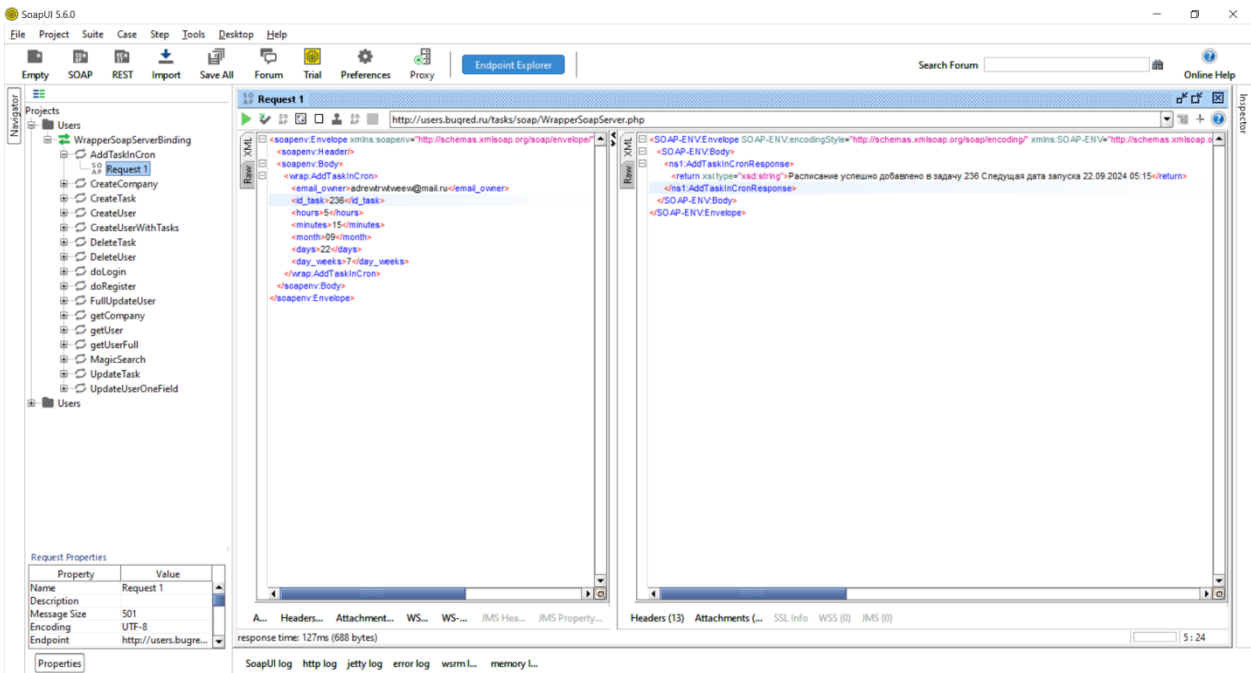 SoapUI 5.6.0
File Project Suite Case Step Tools Desktop Help
Empty SOAP REST Import Save All Forum Trial Preferences Proxy Endpoint Explorer Search Forum Online Help
Navigator
Projects
Users
WrapperSoapServerBinding
AddTaskInCron
Request 1
CreateCompany
CreateTask
CreateUser
CreateUserWithTasks
DeleteTask
DeleteUser
doLogin
doRegister
FullUpdateUser
getCompany
getUser
getUserFull
MagicSearch
UpdateTask
UpdateUserOneField
Users
Request Properties
Property Value
Name Request 1
Description
Message Size 501
Encoding UTF-8
Endpoint http://users.bugre...
Properties
SOAP Request 1
http://users.bugred.ru/tasks/soap/WrapperSoapServer.php
XML
Raw
<soapenv:Envelope xmlns:soapenv="http://schemas.xmlsoap.org/soap/envelope/"
<soapenv:Header/>
<soapenv:Body>
<wrap:AddTaskInCron>
<email_owner>adrewtrwtweew@mail.ru</email_owner>
<id_task>236</id_task>
<hours>5</hours>
<minutes>15</minutes>
<month>09</month>
<days>22</days>
<day_weeks>7</day_weeks>
</wrap:AddTaskInCron>
</soapenv:Body>
</soapenv:Envelope>
A... Headers... Attachment... WS... WS-... JMS Hea... JMS Property...
XML
Raw
<SOAP-ENV:Envelope SOAP-ENV:encodingStyle="http://schemas.xmlsoap.org/soap/encoding/" xmlns:SOAP-ENV="http://schemas.xmlsoap.o
<SOAP-ENV:Body>
<ns1:AddTaskInCronResponse>
<return xsi:type="xsd:string">Расписание успешно добавлено в задачу 236 Следущая дата запуска 22.09.2024 05:15</return>
</ns1:AddTaskInCronResponse>
</SOAP-ENV:Body>
</SOAP-ENV:Envelope>
Headers (13) Attachments (... SSL Info WSS (0) JMS (0)
response time: 127ms (688 bytes) 5 : 24
SoapUI log http log jetty log error log wsrm l... memory l...
Inspector